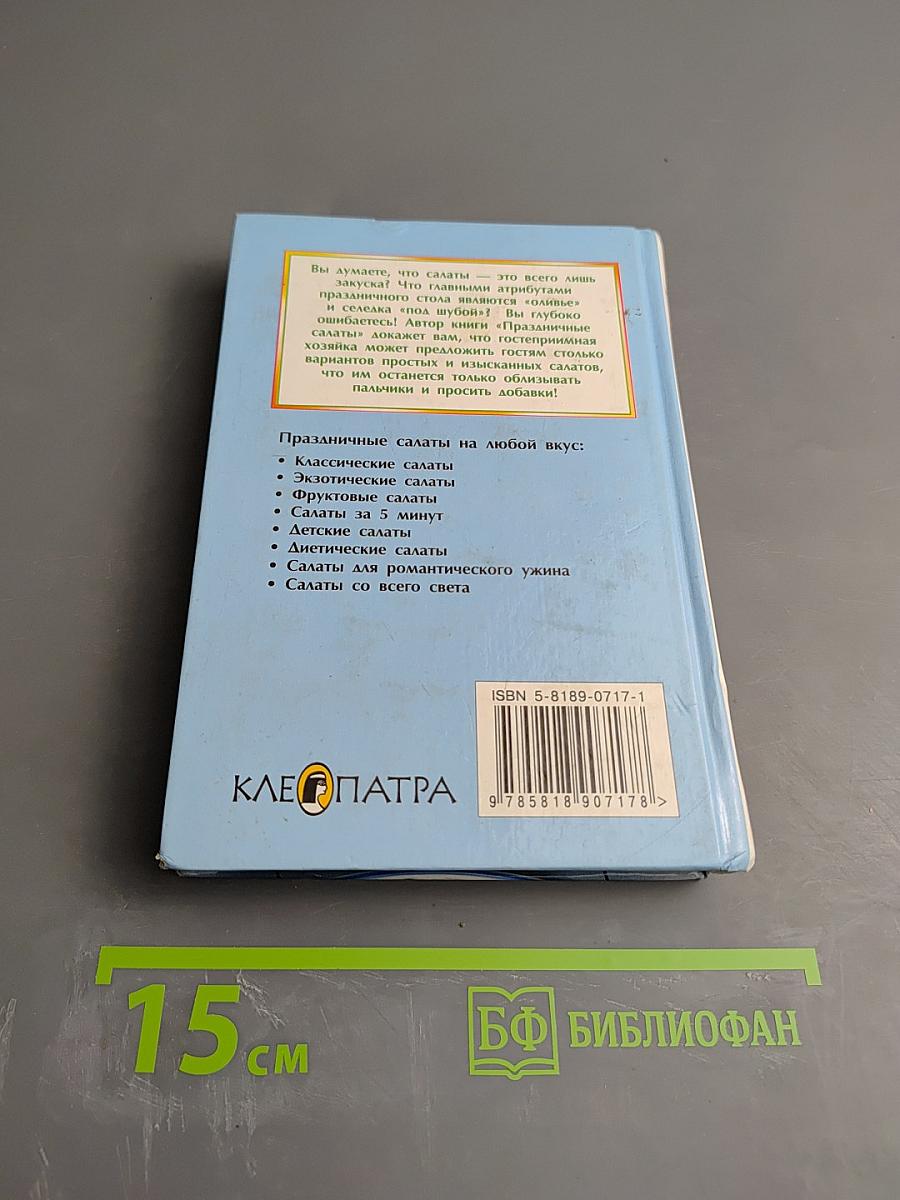 Вы думаете, что салаты — это всего лишь
закуска? Что главными атрибутами
праздничного стола являются «оливье»
и селедка «под шубой»? Вы глубоко
ошибаетесь! Автор книги «Праздничные
салаты» докажет вам, что гостеприимная
хозяйка может предложить гостям столько
вариантов простых и изысканных салатов,
что им останется только облизывать
пальчики и просить добавки!
Праздничные салаты на любой вкус:
• Классические салаты
• Экзотические салаты
• Фруктовые салаты
• Салаты за 5 минут
• Детские салаты
• Диетические салаты
• Салаты для романтического ужина
• Салаты со всего света
ISBN 5-8189-0717-1
9 785818 907178 >
КЛЕОПАТРА
15 см
БФ БИБЛИОФАН